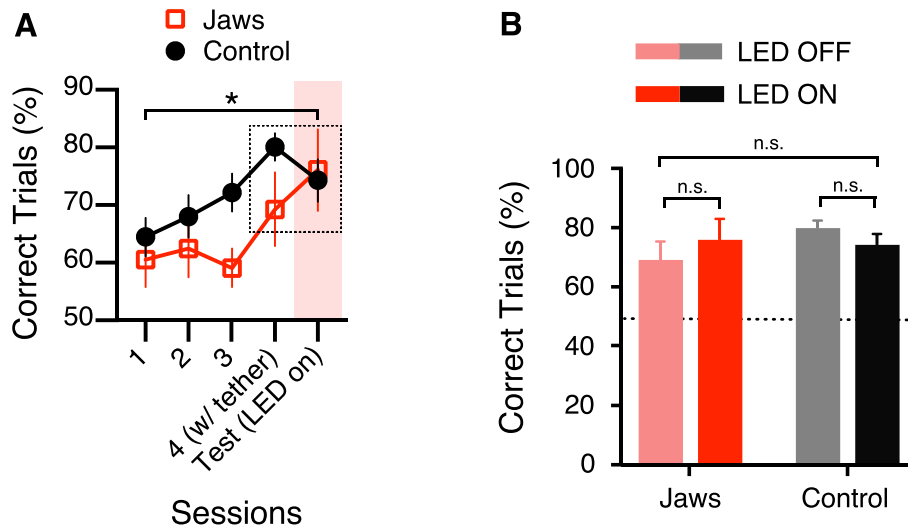 A
Jaws
Control
*
Correct Trials (%)
90
80
70
60
50
1
2
3
4 (w/ tether)
Test (LED on)
Sessions
B
LED OFF
LED ON
n.s.
n.s.
n.s.
Correct Trials (%)
100
80
60
40
20
0
Jaws
Control